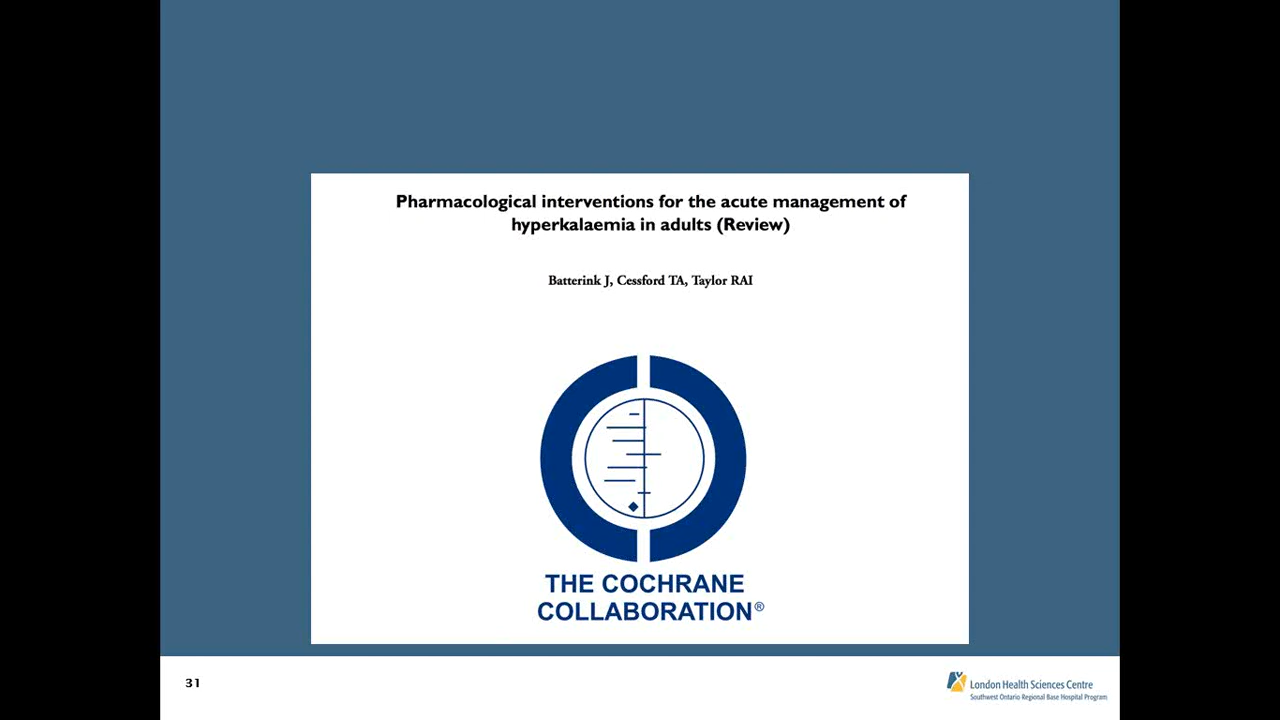 Pharmacological interventions for the acute management of
hyperkalaemia in adults (Review)
Batterink J, Cessford TA, Taylor RAI
THE COCHRANE
COLLABORATION®
31
London Health Sciences Centre
Southwest Ontario Regional Base Hospital Program